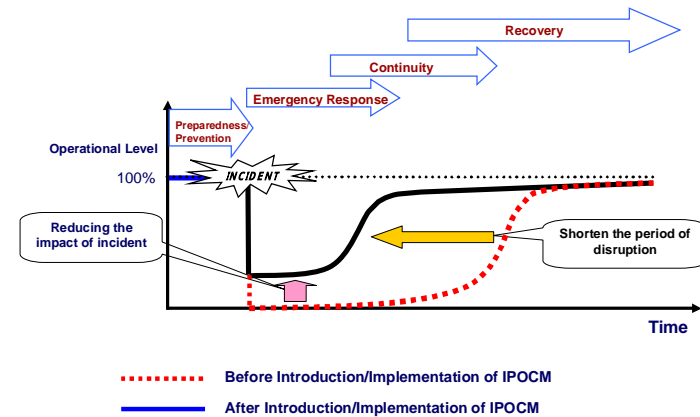 Recovery
Continuity
Emergency Response
Preparedness/
Prevention
Operational Level
100%
INCIDENT
Reducing the
impact of incident
Shorten the period of
disruption
Time
Before Introduction/Implementation of IPOCM
After Introduction/Implementation of IPOCM